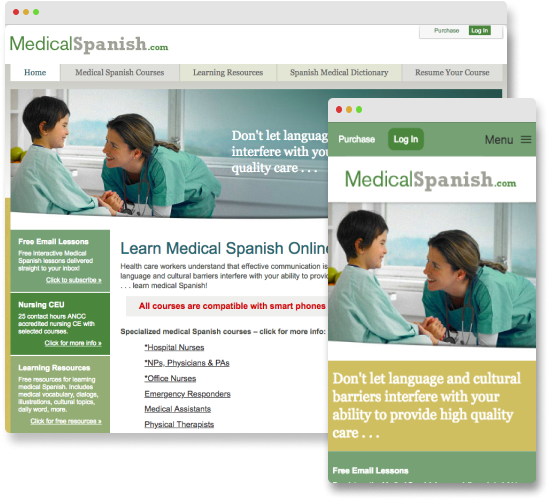 MedicalSpanish.com
Purchase
Log In
Home
Medical Spanish Courses
Learning Resources
Spanish Medical Dictionary
Resume Your Course
Don't let language
interfere with your
quality care . . .
Free Email Lessons
Free interactive Medical
Spanish lessons delivered
straight to your inbox!
Click to subscribe »
Nursing CEU
25 contact hours ANCC
accredited nursing CE with
selected courses.
Click for more info »
Learning Resources
Free resources for learning
medical Spanish. Includes
medical vocabulary, dialogs,
illustrations, cultural topics,
daily word, more.
Click for free resources »
Learn Medical Spanish Online
Health care workers understand that effective communication is
language and cultural barriers interfere with your ability to
. . . learn medical Spanish!
All courses are compatible with smart phones
Specialized medical Spanish courses – click for more info:
*Hospital Nurses
*NPs, Physicians & PAs
*Office Nurses
Emergency Responders
Medical Assistants
Physical Therapists
Purchase
Log In
Menu
MedicalSpanish.com
Don't let language and cultural
barriers interfere with your
ability to provide high quality
care . . .
Free Email Lessons